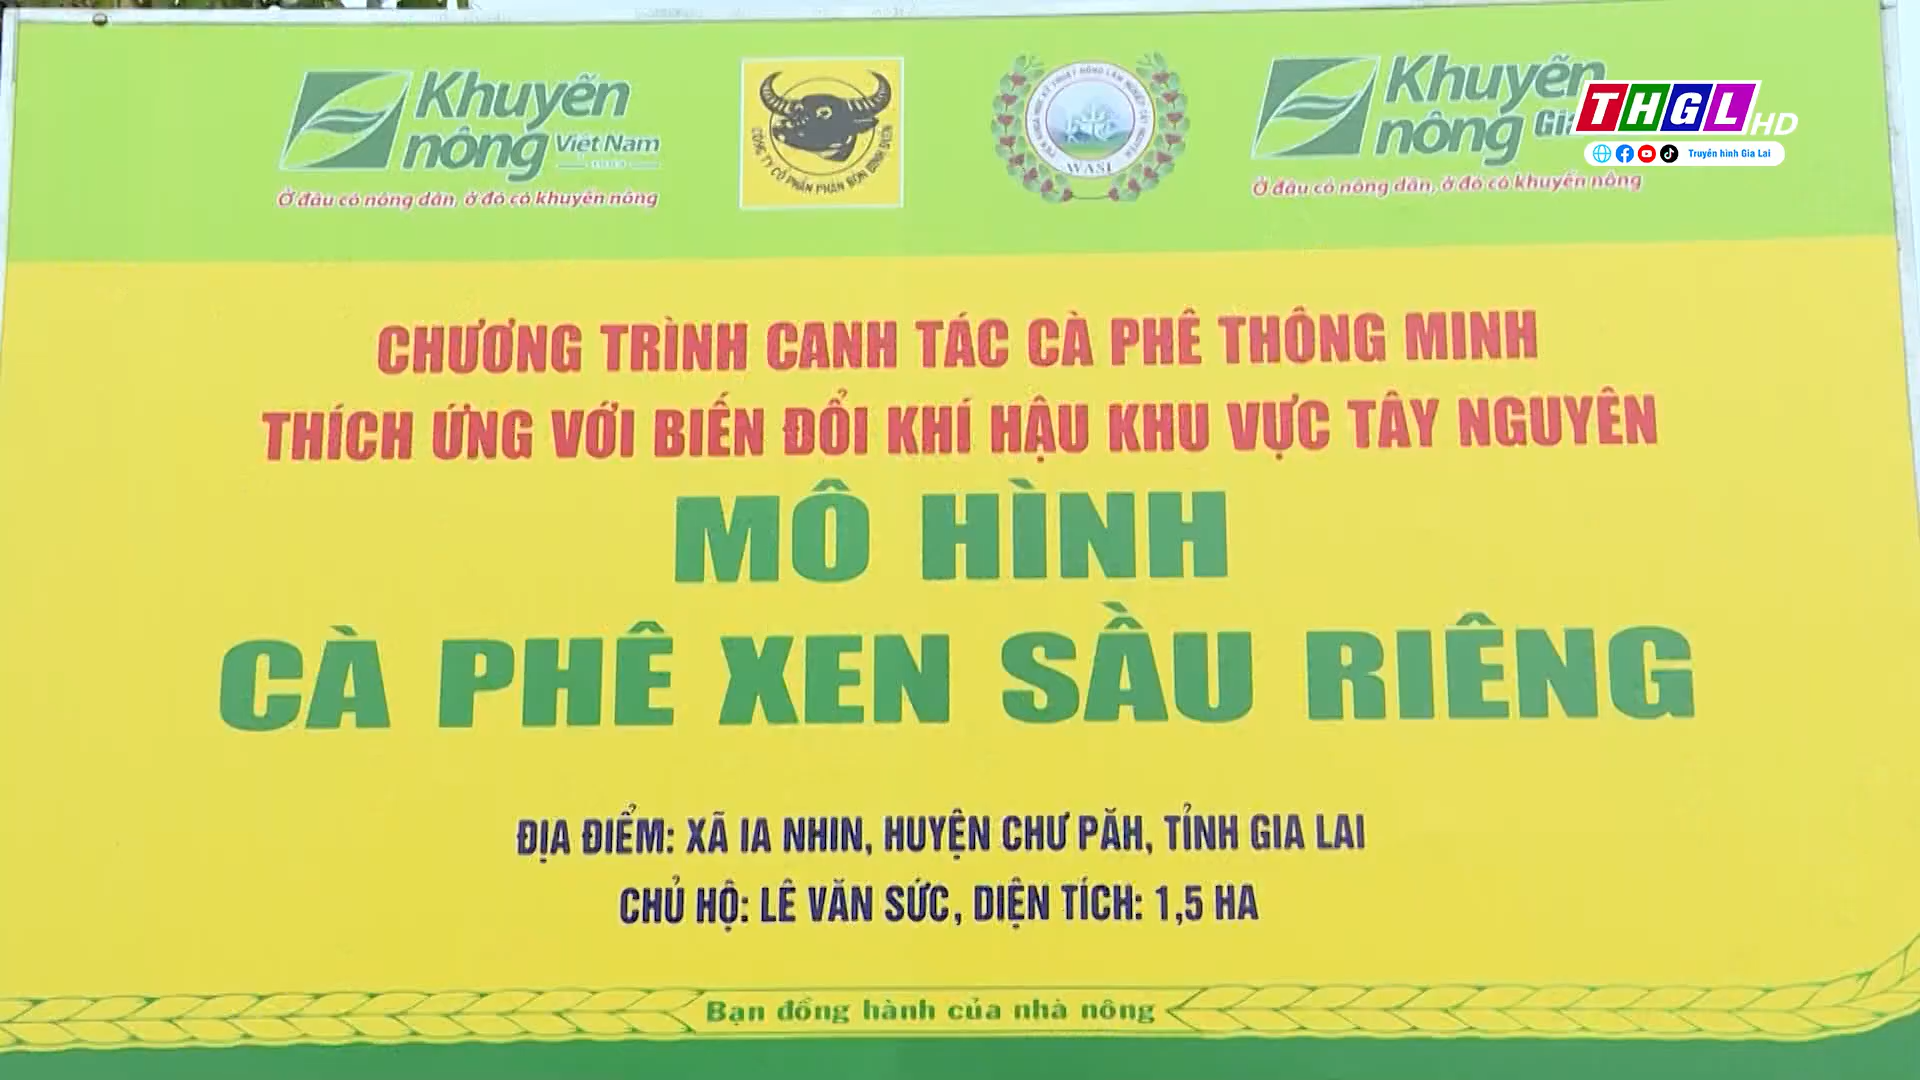 Khuyến
nông Việt Nam
Ở đâu có nông dân, ở đó có khuyến nông
CÔNG TY CỔ PHẦN PHÂN BÓN BÌNH ĐIỀN
WASI
Khuyến
nông Gia
Ở đâu có nông dân, ở đó có khuyến nông
THGL HD
Truyền hình Gia Lai
CHƯƠNG TRÌNH CANH TÁC CÀ PHÊ THÔNG MINH
THÍCH ỨNG VỚI BIẾN ĐỔI KHÍ HẬU KHU VỰC TÂY NGUYÊN
MÔ HÌNH
CÀ PHÊ XEN SẦU RIÊNG
ĐỊA ĐIỂM: XÃ IA NHIN, HUYỆN CHƯ PĂH, TỈNH GIA LAI
CHỦ HỘ: LÊ VĂN SỨC, DIỆN TÍCH: 1,5 HA
Bạn đồng hành của nhà nông